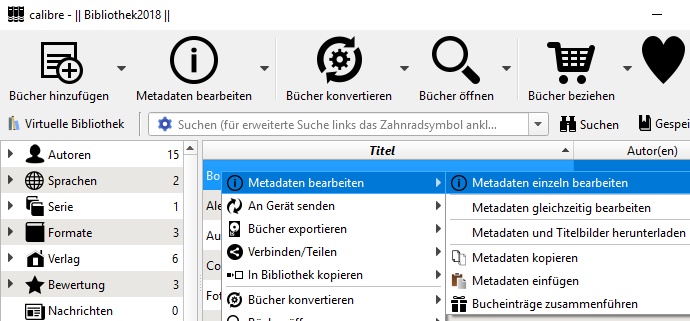 calibre - || Bibliothek2018 ||
Bücher hinzufügen Metadaten bearbeiten Bücher konvertieren Bücher öffnen Bücher beziehen
Virtuelle Bibliothek Suchen (für erweiterte Suche links das Zahnradsymbol ankl... Suchen Gespei
Autoren 15 Titel Autor(en)
Sprachen 2 Bo Metadaten bearbeiten Metadaten einzeln bearbeiten
Serie 1 Ale An Gerät senden Metadaten gleichzeitig bearbeiten
Formate 3 Au Bücher exportieren Metadaten und Titelbilder herunterladen
Verlag 6 Co Verbinden/Teilen Metadaten kopieren
Bewertung 3 In Bibliothek kopieren Metadaten einfügen
Nachrichten Fot Bücher konvertieren Bucheinträge zusammenführen